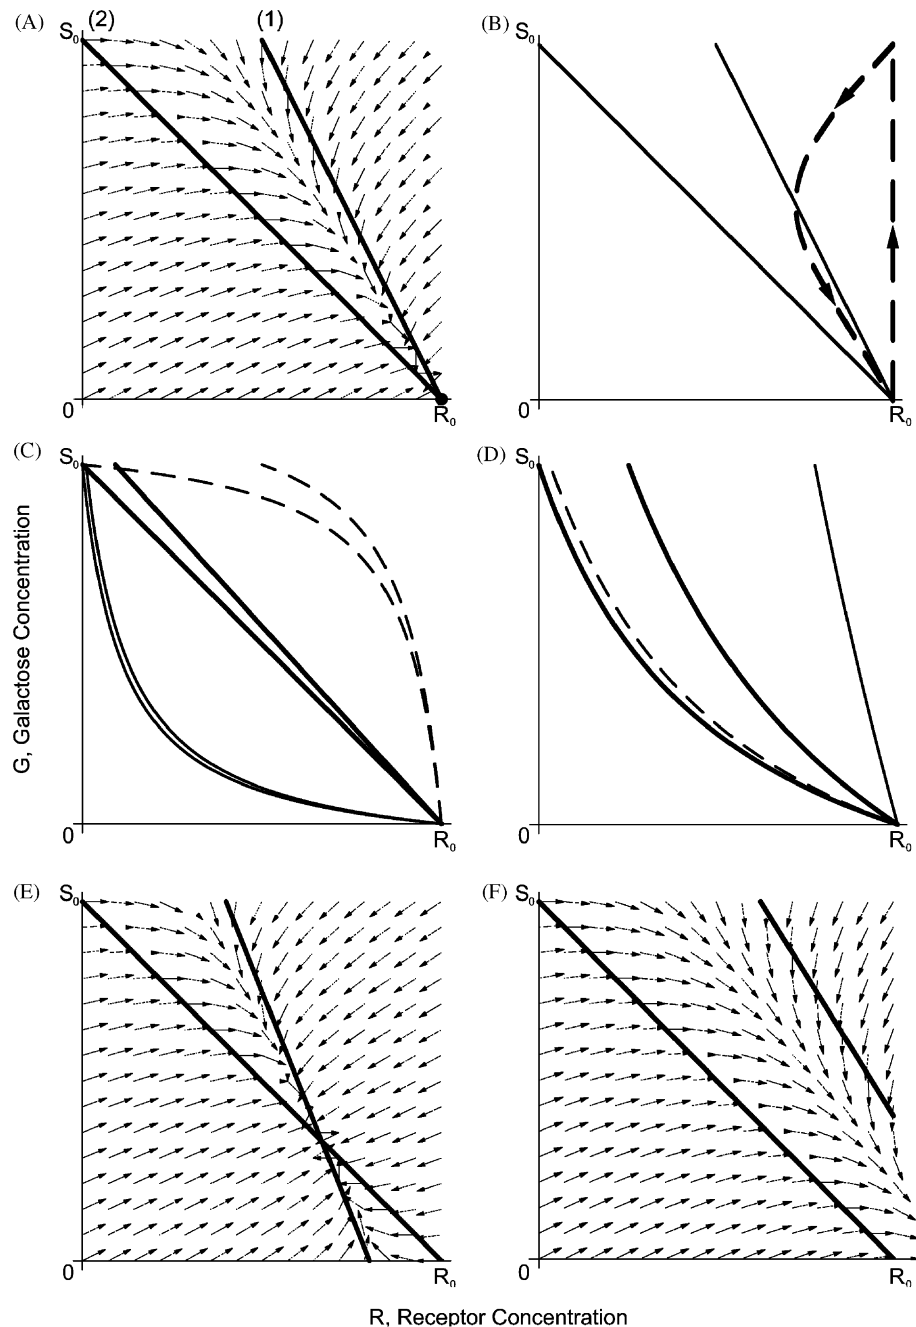 (A) (2) (1) (B)
S₀ S₀
0 R₀ 0 R₀
(C) (D)
S₀ S₀
G, Galactose Concentration
0 R₀ 0 R₀
(E) (F)
S₀ S₀
0 R₀ 0 R₀
R, Receptor Concentration